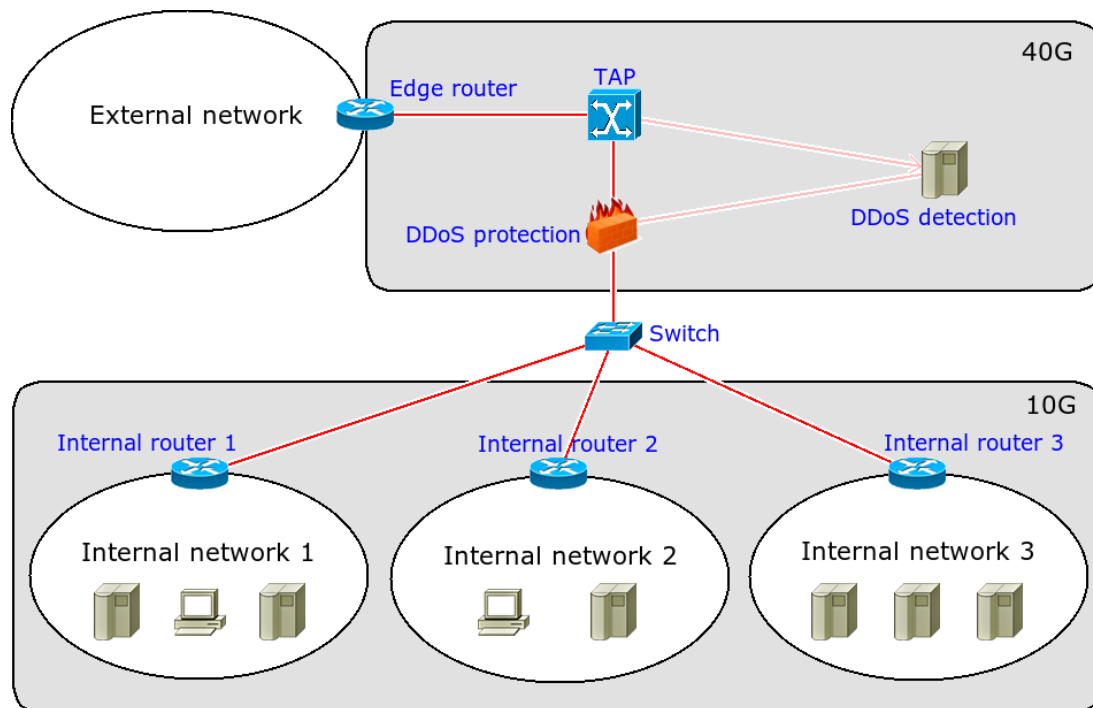 40G
TAP
Edge router
External network
DDoS detection
DDoS protection
Switch
10G
Internal router 1
Internal router 2
Internal router 3
Internal network 1
Internal network 2
Internal network 3